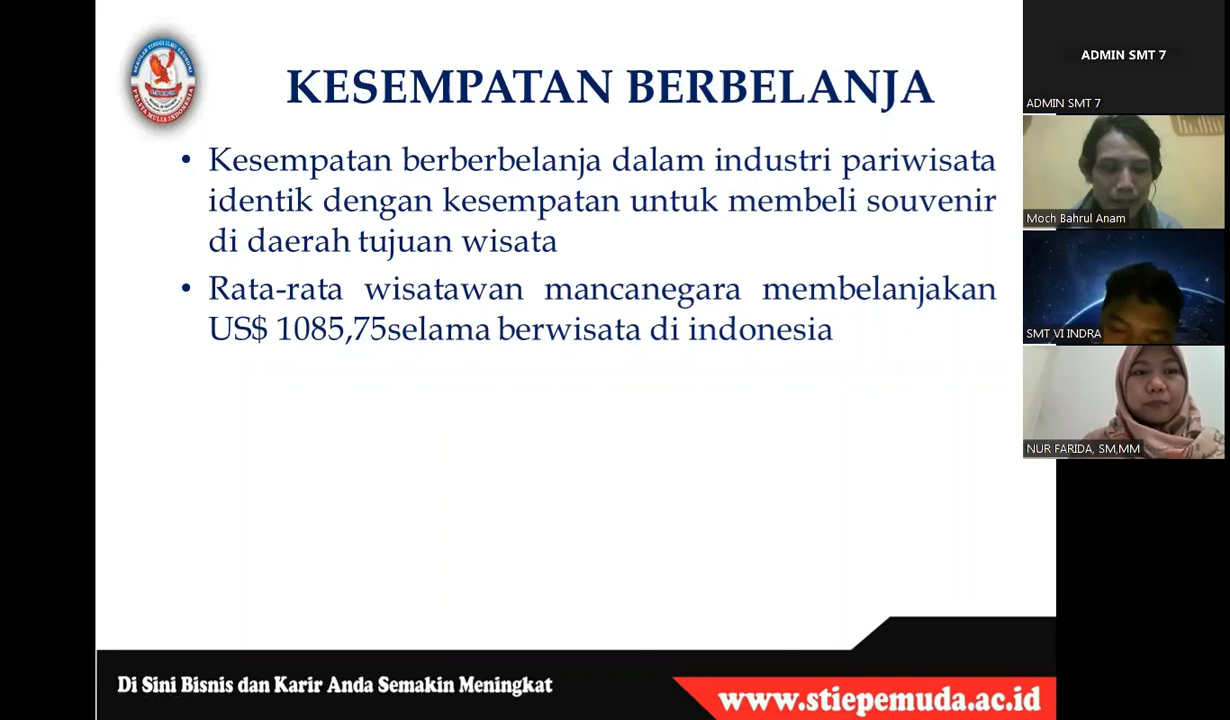 KESEMPATAN BERBELANJA
• Kesempatan berberbelanja dalam industri pariwisata
identik dengan kesempatan untuk membeli souvenir
di daerah tujuan wisata
• Rata-rata wisatawan mancanegara membelanjakan
US$ 1085,75selama berwisata di indonesia
Di Sini Bisnis dan Karir Anda Semakin Meningkat
www.stiepemuda.ac.id
ADMIN SMT 7
ADMIN SMT 7
Moch Bahrul Anam
SMT VI INDRA
NUR FARIDA, SM,MM